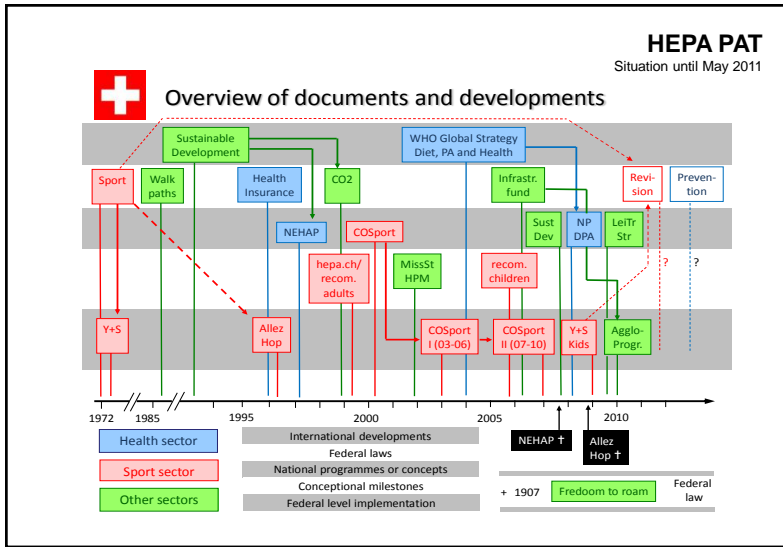 HEPA PAT
Situation until May 2011
Overview of documents and developments
Sustainable
Development
WHO Global Strategy
Diet, PA and Health
Sport
Walk
paths
Health
Insurance
CO2
Infrastr.
fund
Revi-
sion
Preven-
tion
NEHAP
COSport
Sust
Dev
NP
DPA
LeiTr
Str
hepa.ch/
recom.
adults
MissSt
HPM
recom.
children
?
?
Y+S
Allez
Hop
COSport
I (03-06)
COSport
II (07-10)
Y+S
Kids
Agglo-
Progr.
1972
1985
1995
2000
2005
2010
Health sector
Sport sector
Other sectors
International developments
Federal laws
National programmes or concepts
Conceptional milestones
Federal level implementation
NEHAP ✝
Allez
Hop ✝
+ 1907
Fredoom to roam
Federal
law